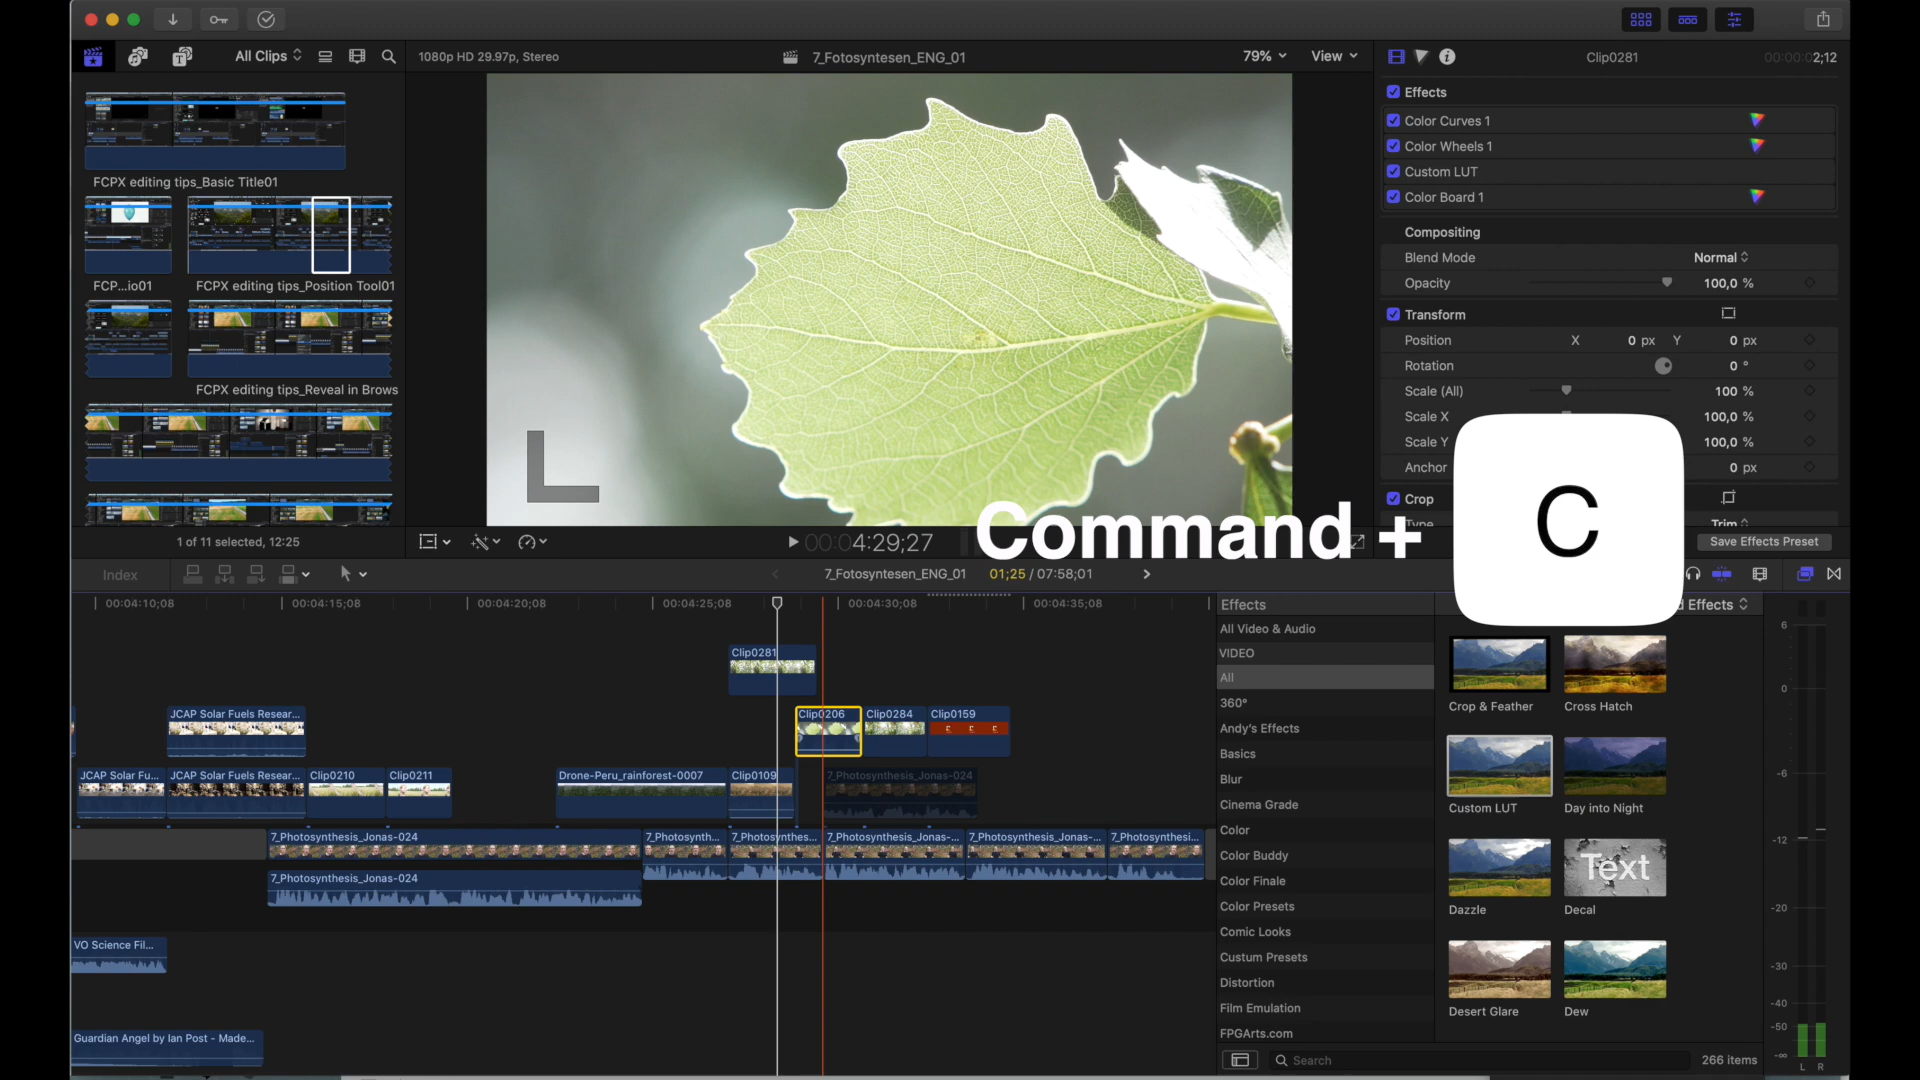 All Clips
1080p HD 29.97p, Stereo
7_Fotosyntesen_ENG_01
79%
View
Clip0281
00:00:02;12
FCPX editing tips_Basic Title01
FCP...io01
FCPX editing tips_Position Tool01
FCPX editing tips_Reveal in Brows
1 of 11 selected, 12:25
Effects
Color Curves 1
Color Wheels 1
Custom LUT
Color Board 1
Compositing
Blend Mode
Normal
Opacity
100,0 %
Transform
Position
X
0 px
Y
0 px
Rotation
0 °
Scale (All)
100 %
Scale X
100,0 %
Scale Y
100,0 %
Anchor
0 px
Crop
Type
Trim
Save Effects Preset
Command + C
00:04:29;27
Index
7_Fotosyntesen_ENG_01
01;25 / 07:58;01
00:04:10;08
00:04:15;08
00:04:20;08
00:04:25;08
00:04:30;08
00:04:35;08
Clip0281
JCAP Solar Fuels Resear...
Clip0206
Clip0284
Clip0159
JCAP Solar Fu...
JCAP Solar Fuels Resear...
Clip0210
Clip0211
Drone-Peru_rainforest-0007
Clip0109
7_Photosynthesis_Jonas-024
7_Photosynthesis_Jonas-024
7_Photosynth...
7_Photosynthes...
7_Photosynthesis_Jonas-...
7_Photosynthesis_Jonas-...
7_Photosynthesi...
7_Photosynthesis_Jonas-024
VO Science Fil...
Guardian Angel by Ian Post - Made...
Effects
Effects
All Video & Audio
VIDEO
All
360°
Andy's Effects
Basics
Blur
Cinema Grade
Color
Color Buddy
Color Finale
Color Presets
Comic Looks
Custum Presets
Distortion
Film Emulation
FPGArts.com
Crop & Feather
Cross Hatch
Custom LUT
Day into Night
Dazzle
Text
Decal
Desert Glare
Dew
Search
266 items
6
0
-6
-12
-20
-30
-40
-50
-∞
L R